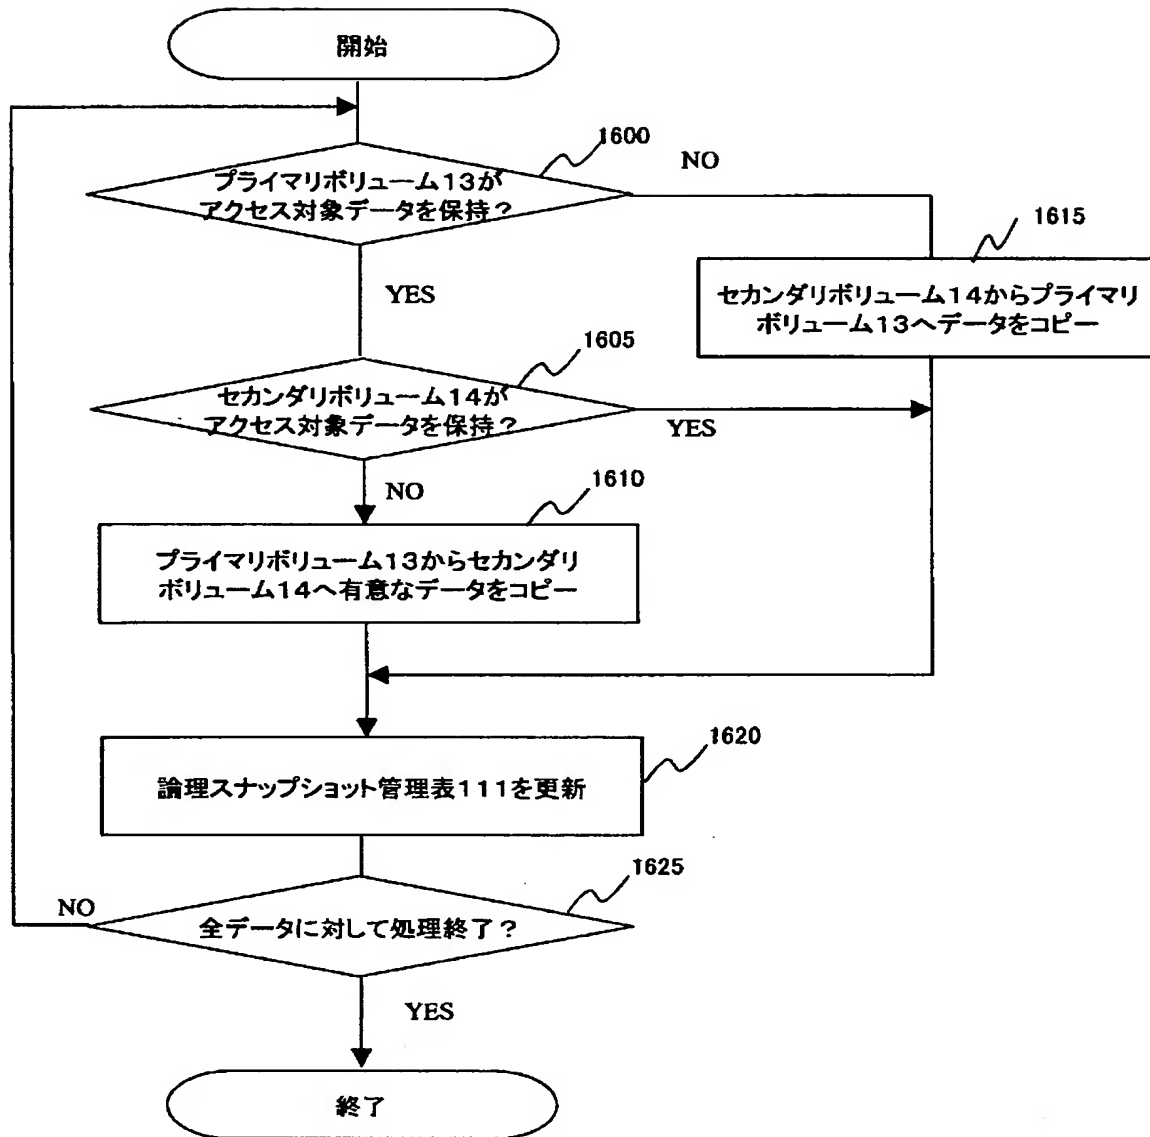 開始
1600
NO
プライマリボリューム13が
アクセス対象データを保持?
1615
YES
セカンダリボリューム14からプライマリ
ボリューム13へデータをコピー
1605
セカンダリボリューム14が
アクセス対象データを保持?
YES
NO
1610
プライマリボリューム13からセカンダリ
ボリューム14へ有意なデータをコピー
1620
論理スナップショット管理表111を更新
1625
NO
全データに対して処理終了?
YES
終了